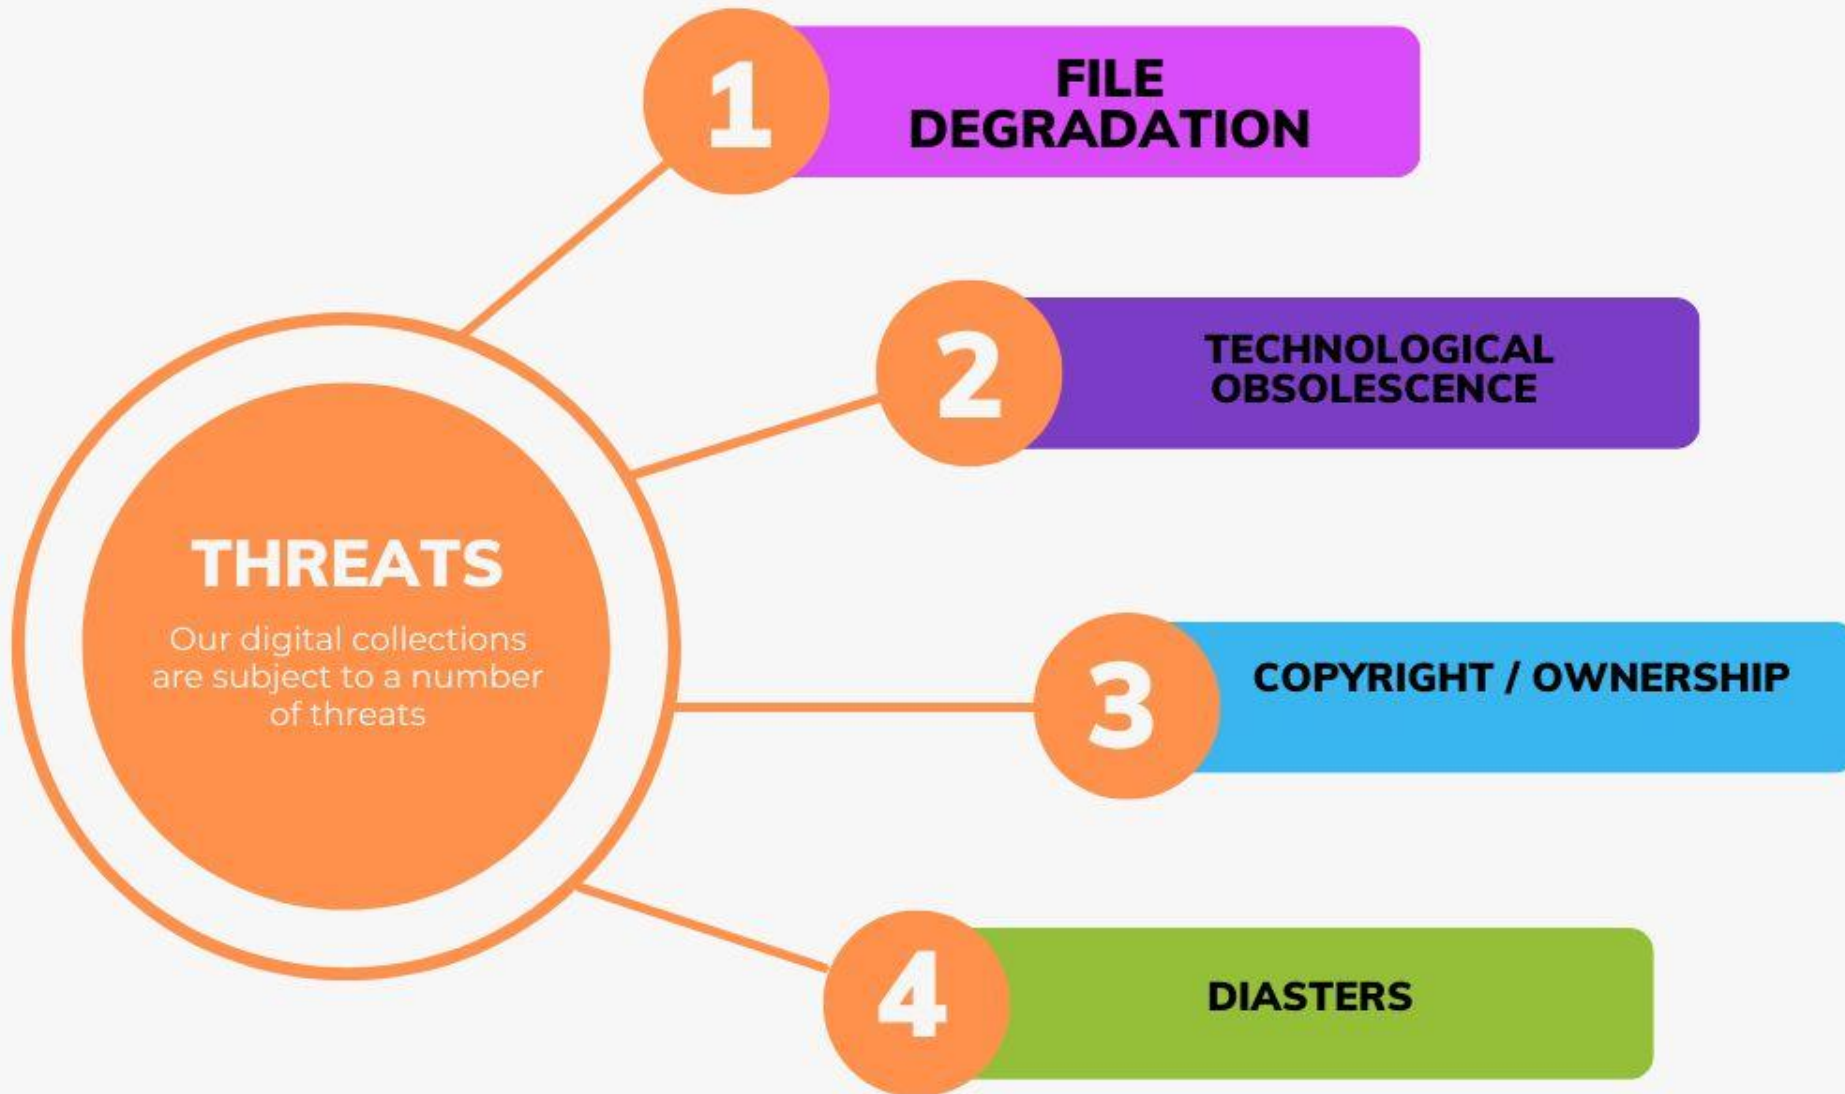 1
FILE
DEGRADATION
2
TECHNOLOGICAL
OBSOLESCENCE
THREATS
Our digital collections
are subject to a number
of threats
3
COPYRIGHT / OWNERSHIP
4
DIASTERS